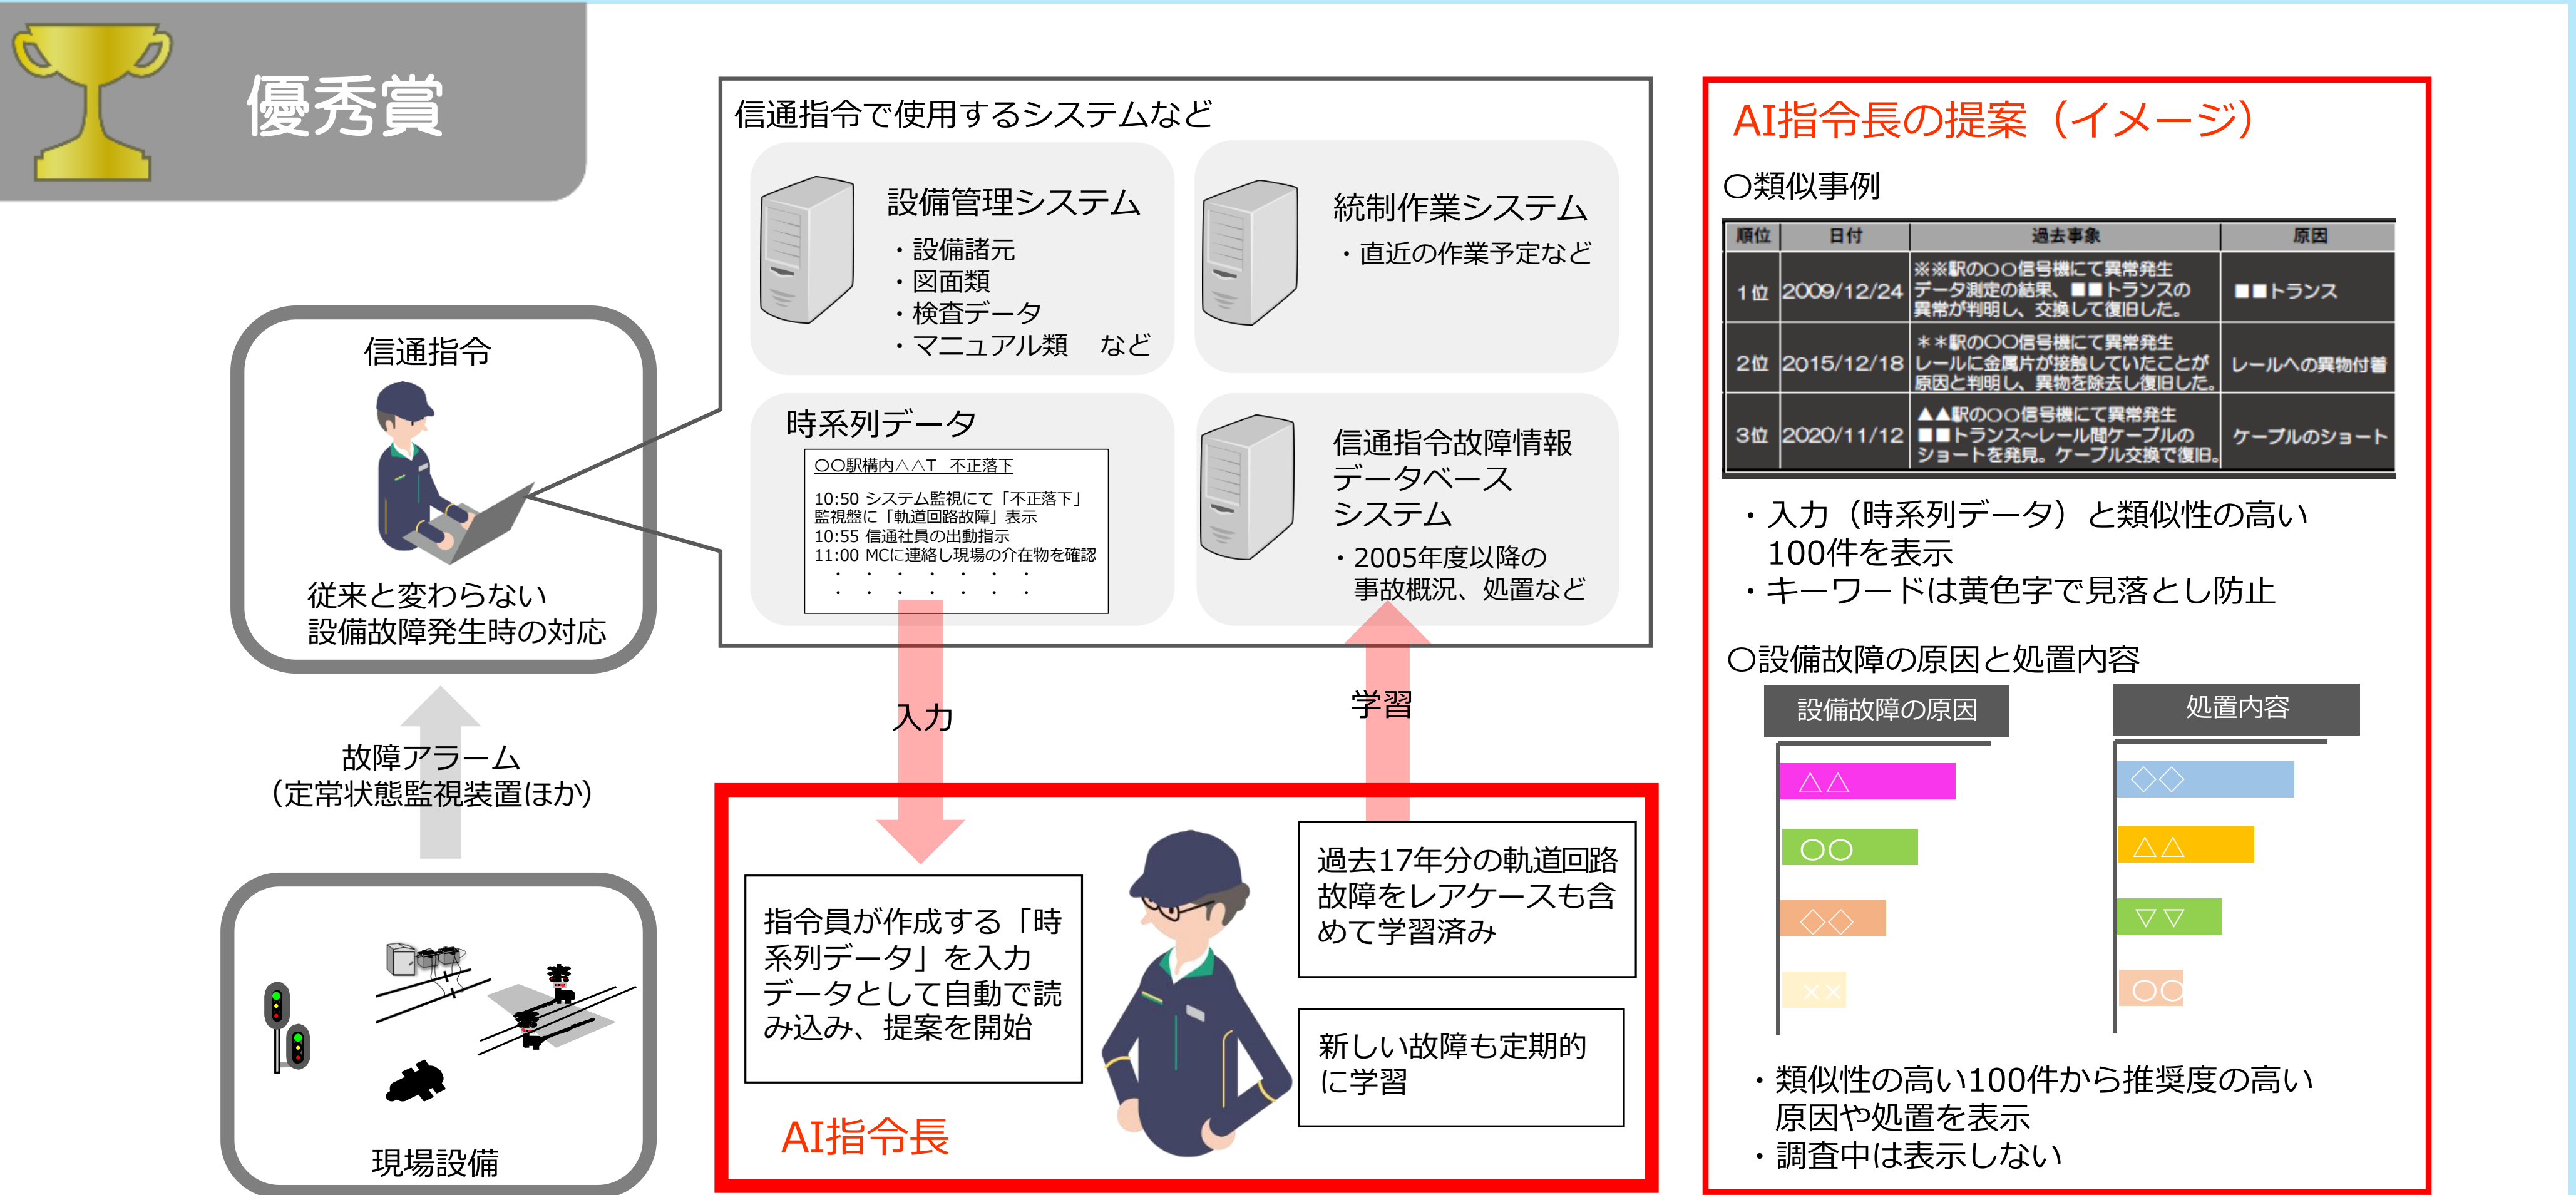 優秀賞
信通指令で使用するシステムなど
設備管理システム
・設備諸元
・図面類
・検査データ
・マニュアル類　など
統制作業システム
・直近の作業予定など
時系列データ
〇〇駅構内△△T　不正落下
10:50 システム監視にて「不正落下」
監視盤に「軌道回路故障」表示
10:55 信通社員の出動指示
11:00 MCに連絡し現場の介在物を確認
・　・　・　・　・　・　・
・　・　・　・　・　・　・
信通指令故障情報
データベース
システム
・2005年度以降の
事故概況、処置など
信通指令
従来と変わらない
設備故障発生時の対応
故障アラーム
（定常状態監視装置ほか）
現場設備
入力
学習
指令員が作成する「時
系列データ」を入力
データとして自動で読
み込み、提案を開始
AI指令長
過去17年分の軌道回路
故障をレアケースも含
めて学習済み
新しい故障も定期的
に学習
AI指令長の提案（イメージ）
〇類似事例
順位 日付 過去事象 原因
1位 2009/12/24 ※※駅の〇〇信号機にて異常発生
データ測定の結果、■■トランスの
異常が判明し、交換して復旧した。
■■トランス
2位 2015/12/18 ＊＊駅の〇〇信号機にて異常発生
レールに金属片が接触していたことが
原因と判明し、異物を除去し復旧した。
レールへの異物付着
3位 2020/11/12 ▲▲駅の〇〇信号機にて異常発生
■■トランス～レール間ケーブルの
ショートを発見。ケーブル交換で復旧。
ケーブルのショート
・入力（時系列データ）と類似性の高い
100件を表示
・キーワードは黄色字で見落とし防止
〇設備故障の原因と処置内容
設備故障の原因
△△
〇〇
◇◇
××
処置内容
◇◇
△△
▽▽
〇〇
・類似性の高い100件から推奨度の高い
原因や処置を表示
・調査中は表示しない